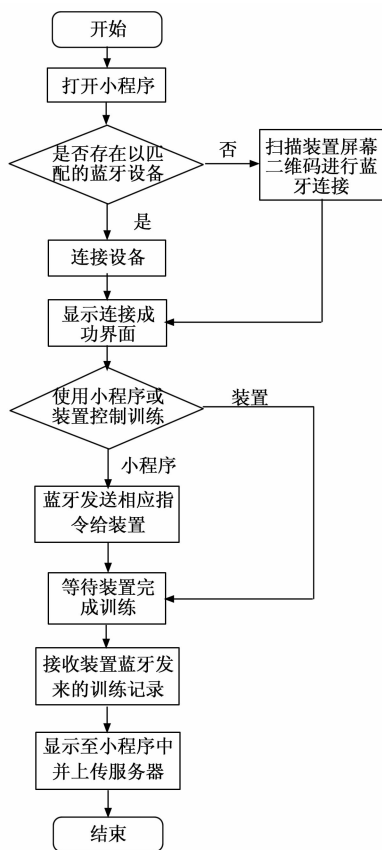 开始
打开小程序
是否存在以匹
配的蓝牙设备
否
扫描装置屏幕
二维码进行蓝
牙连接
是
连接设备
显示连接成
功界面
使用小程序或
装置控制训练
装置
小程序
蓝牙发送相应指
令给装置
等待装置完
成训练
接收装置蓝牙发
来的训练记录
显示至小程序中
并上传服务器
结束